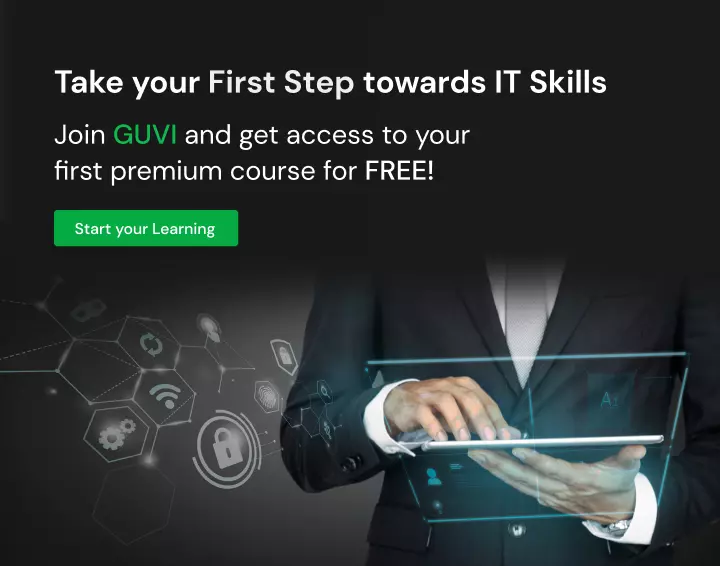 Take your First Step towards IT Skills
Join GUVI and get access to your
first premium course for FREE!
Start your Learning